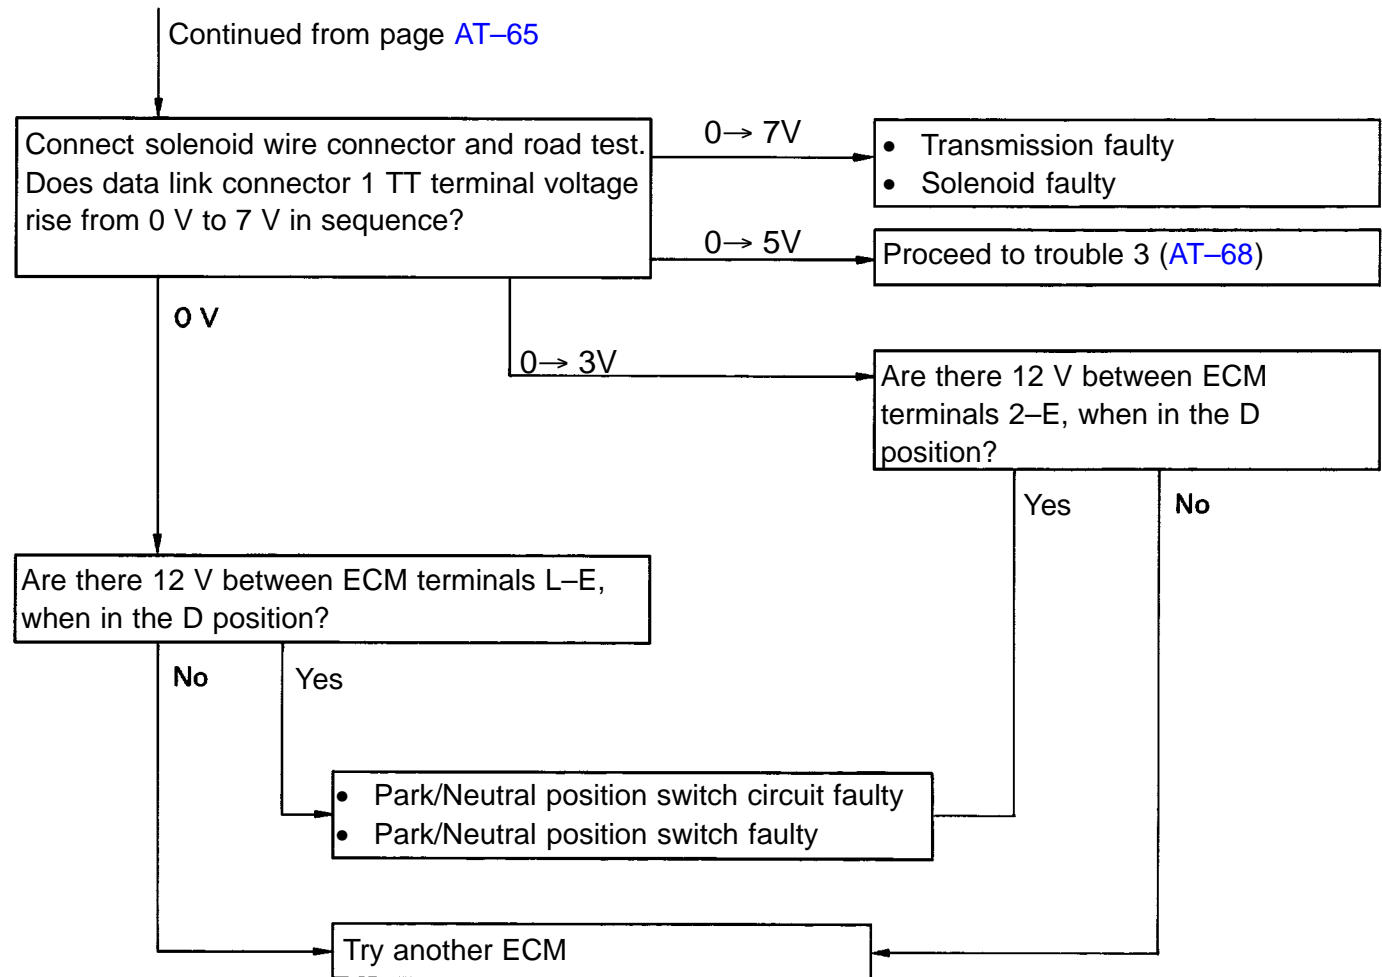 Continued from page AT–65
Connect solenoid wire connector and road test.
Does data link connector 1 TT terminal voltage
rise from 0 V to 7 V in sequence?
0→ 7V
• Transmission faulty
• Solenoid faulty
0→ 5V
Proceed to trouble 3 (AT–68)
0 V
0→ 3V
Are there 12 V between ECM
terminals 2–E, when in the D
position?
Yes
No
Are there 12 V between ECM terminals L–E,
when in the D position?
No
Yes
• Park/Neutral position switch circuit faulty
• Park/Neutral position switch faulty
Try another ECM